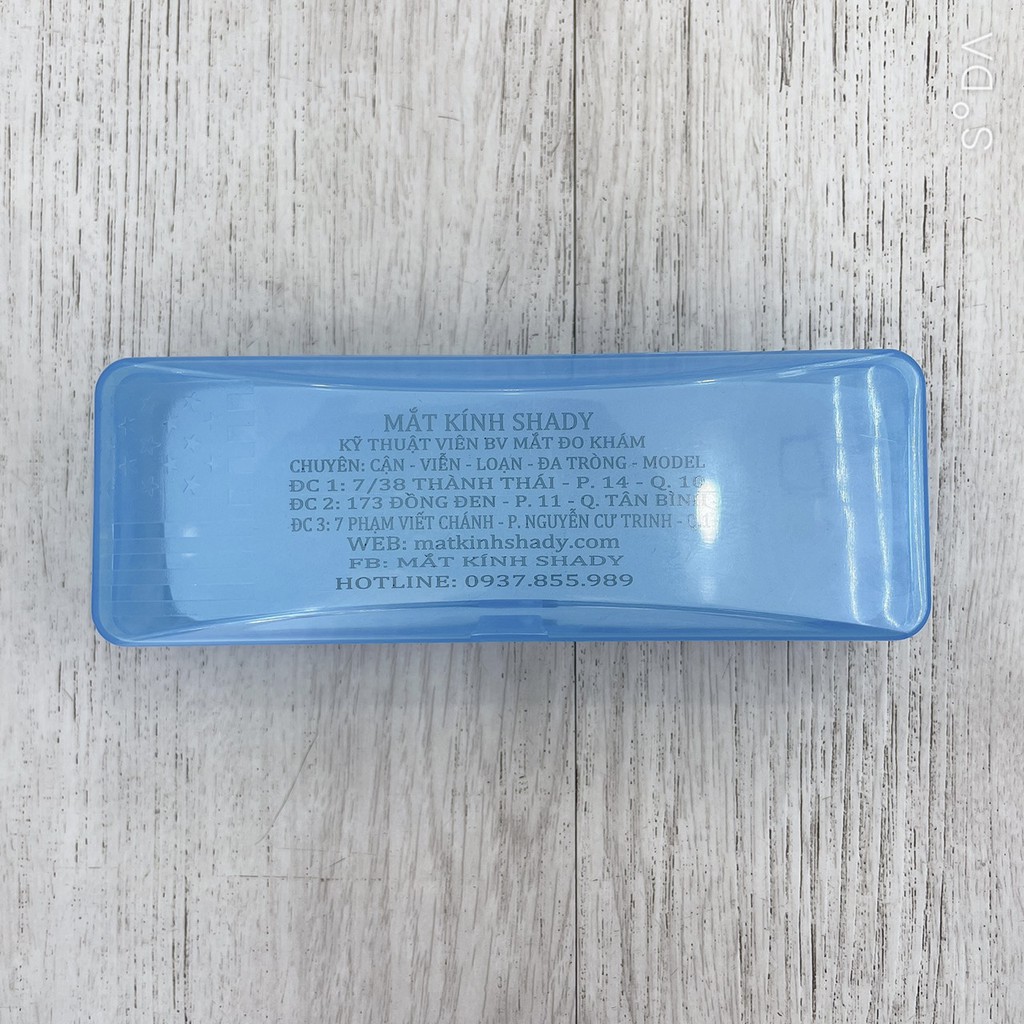 MẮT KÍNH SHADY
KỸ THUẬT VIÊN BV MẮT ĐO KHÁM
CHUYÊN: CẬN - VIỄN - LOẠN - ĐA TRÒNG - MODEL
ĐC 1: 7/38 THÀNH THÁI - P. 14 - Q. 10
ĐC 2: 173 ĐỒNG ĐEN - P. 11 - Q. TÂN BÌNH
ĐC 3: 7 PHẠM VIẾT CHÁNH - P. NGUYỄN CƯ TRINH -
WEB: matkinhshady.com
FB: MẮT KÍNH SHADY
HOTLINE: 0937.855.989